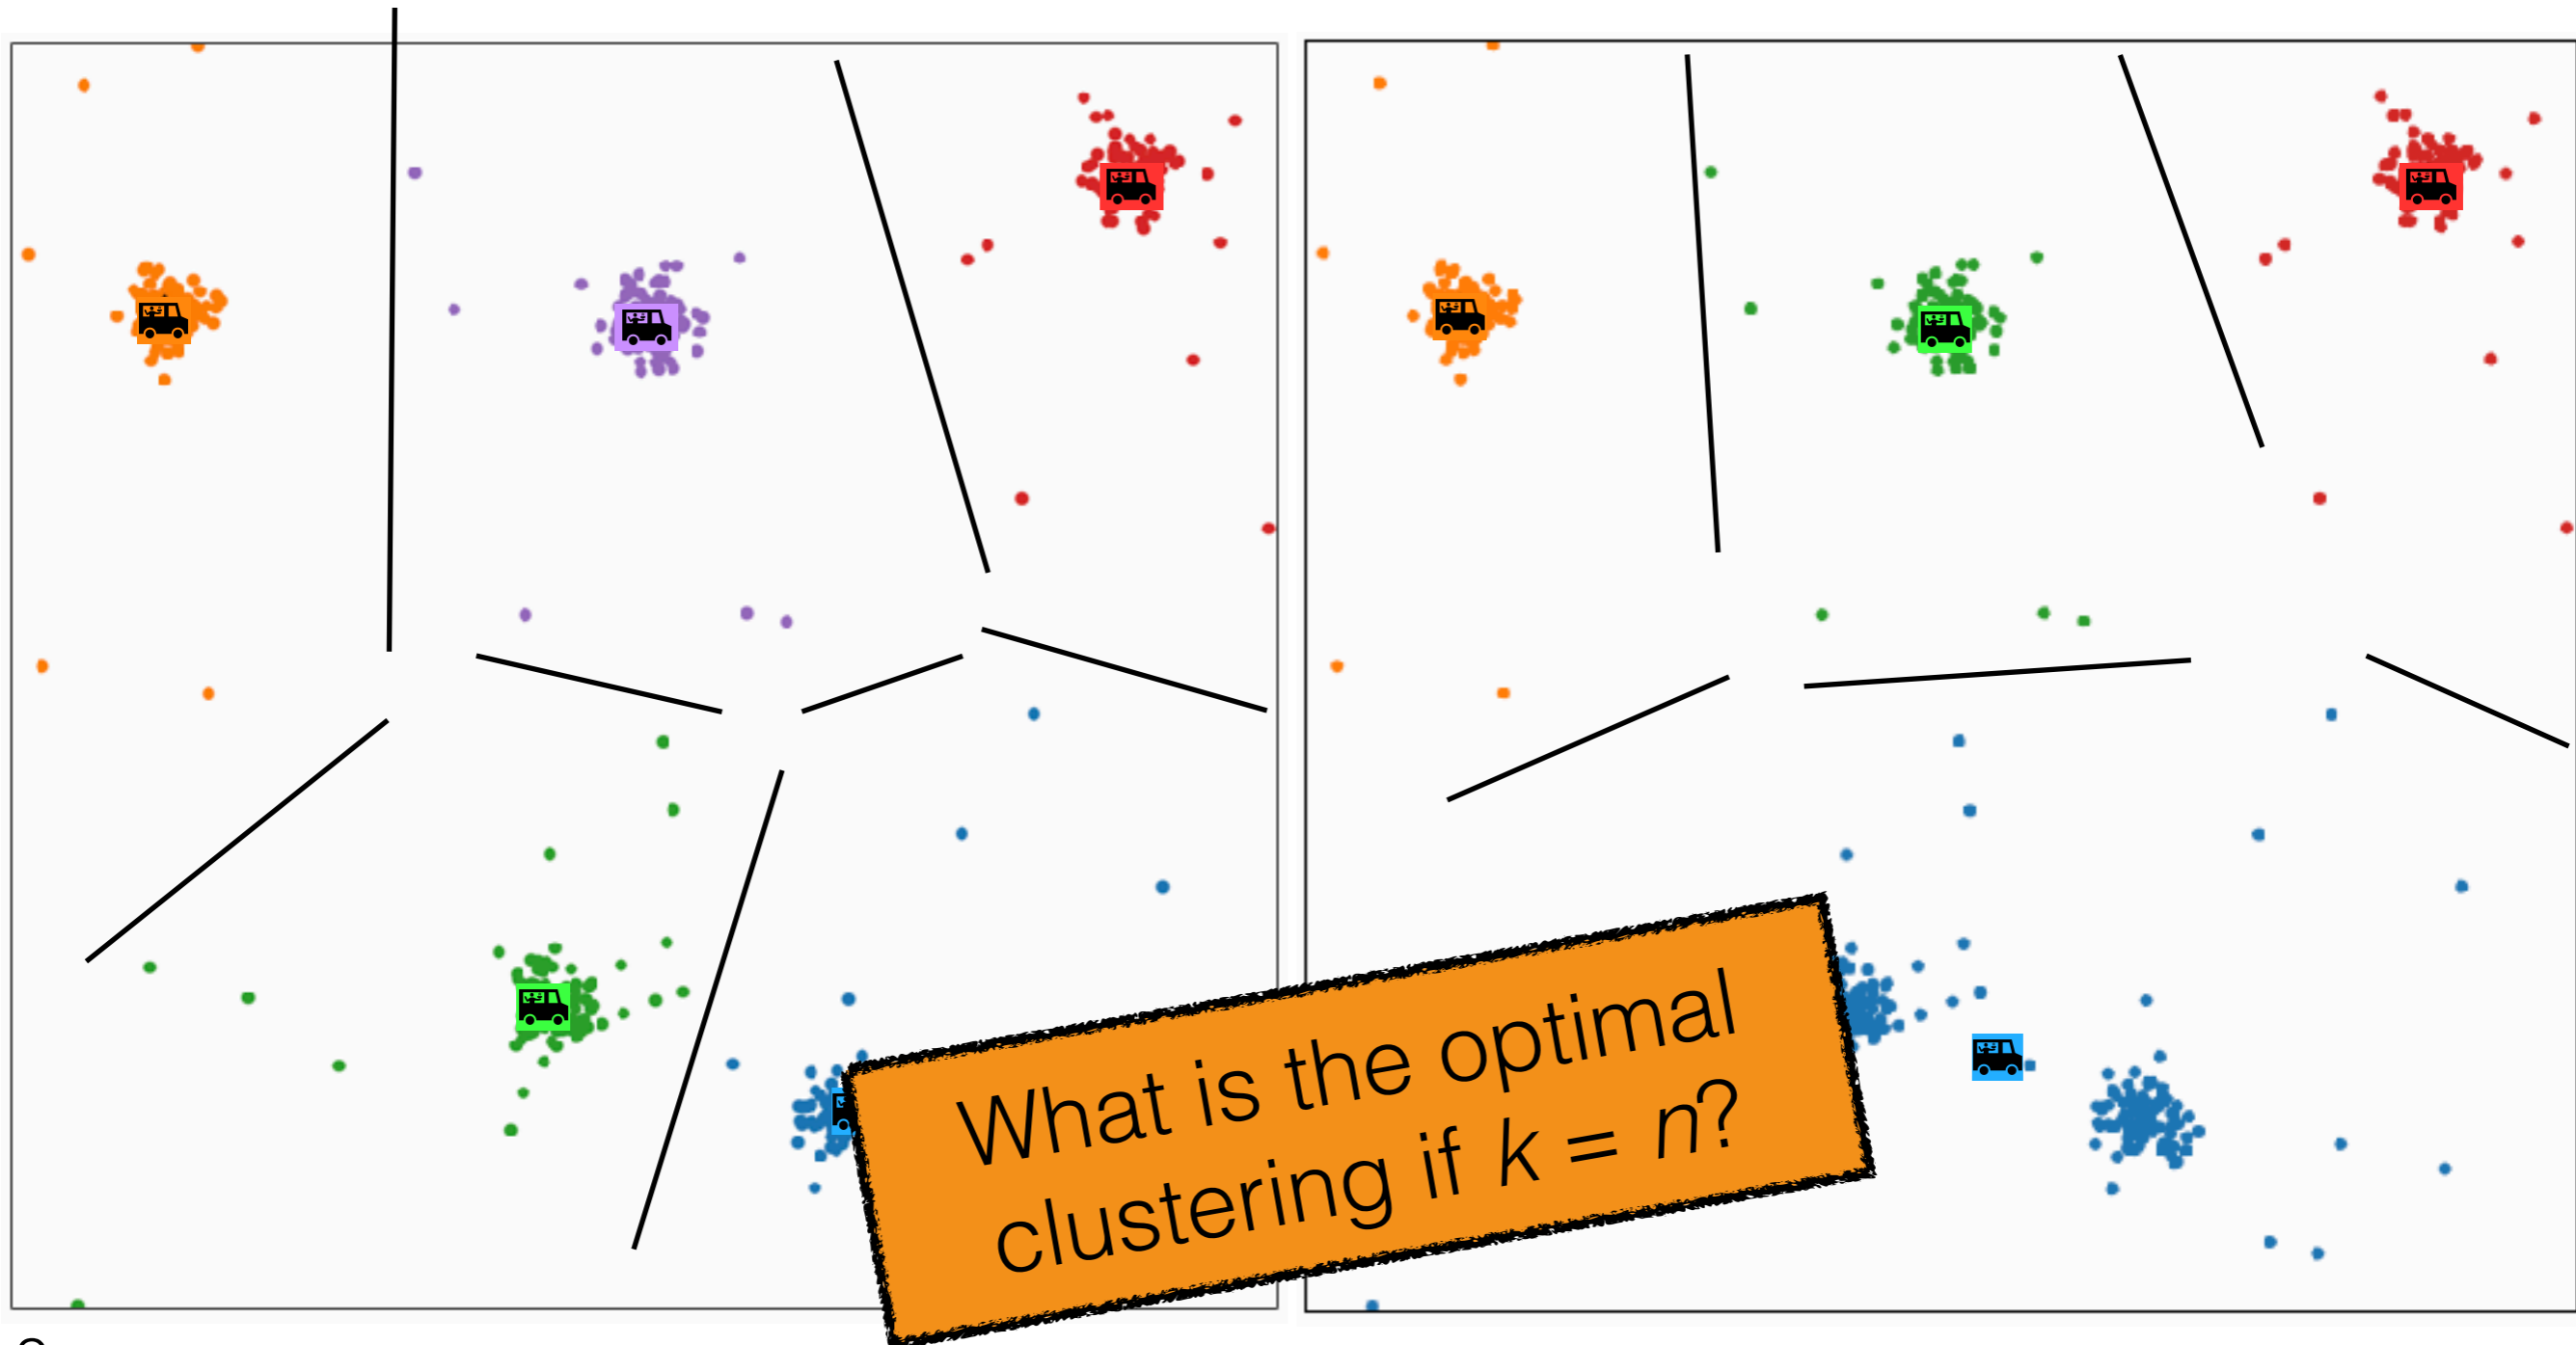 What is the optimal
clustering if k = n?